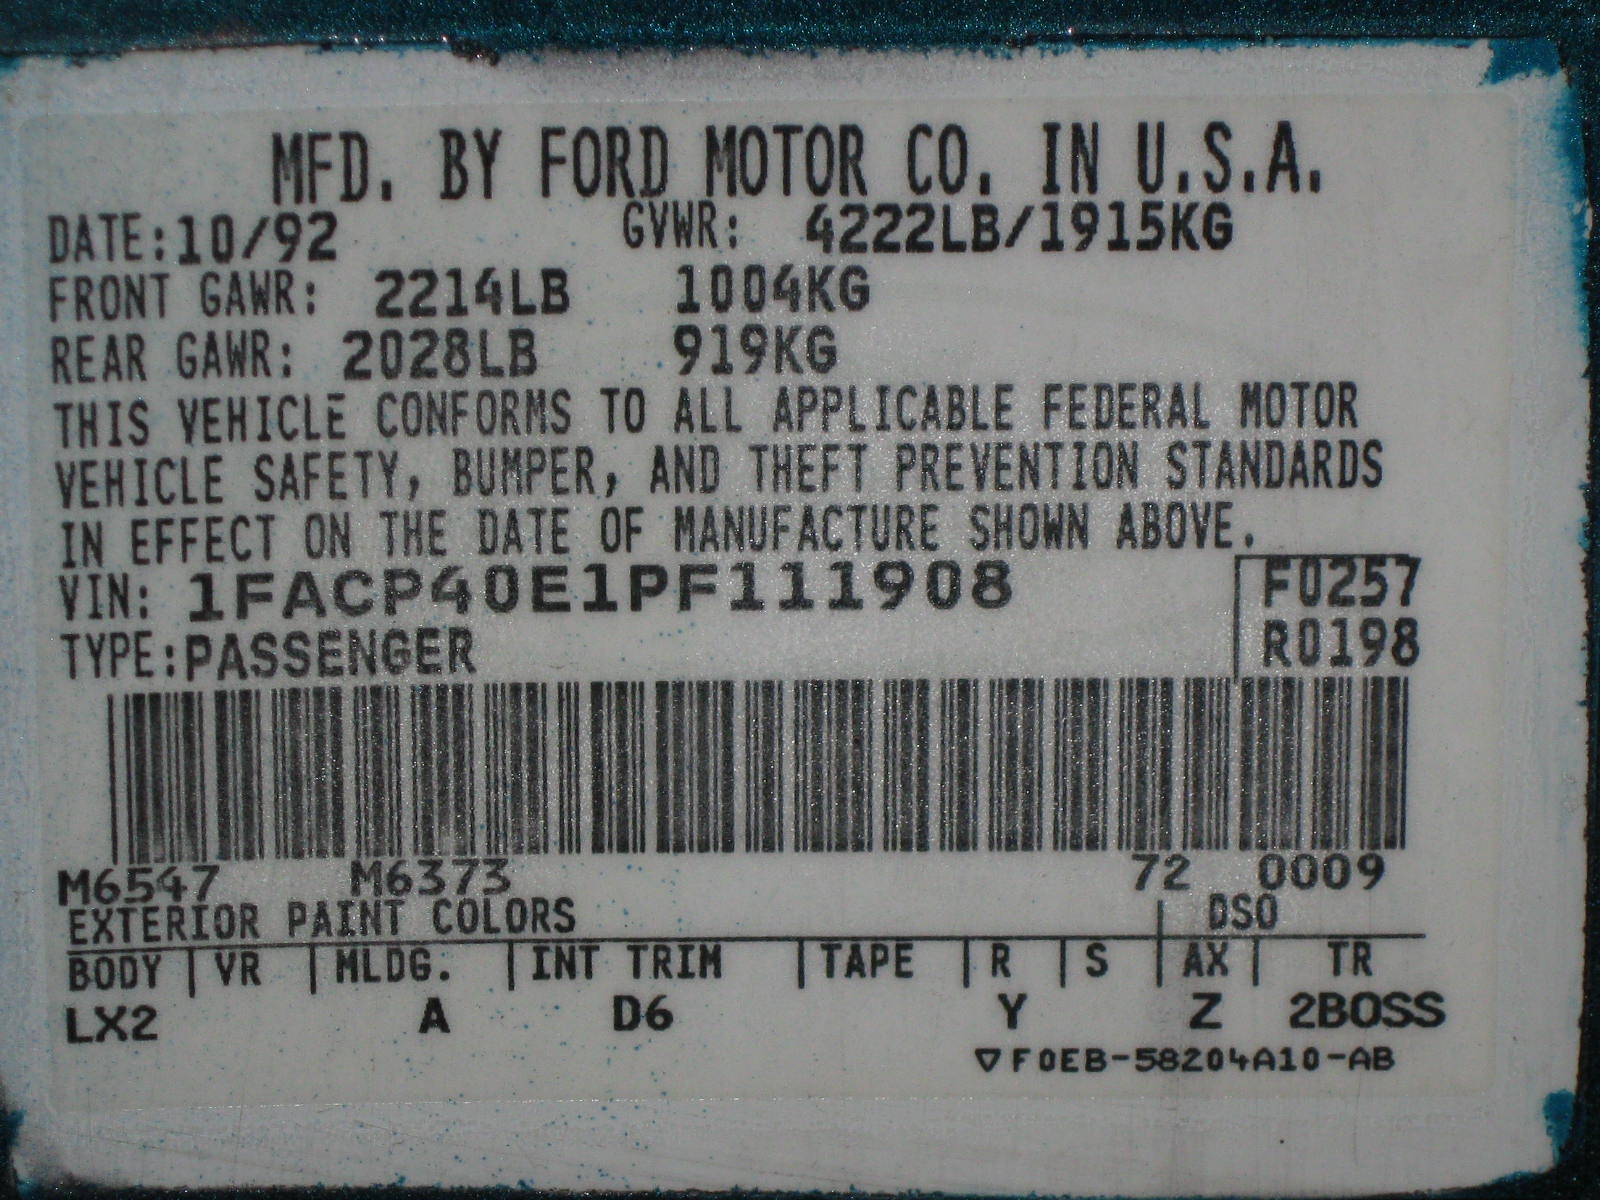 MFD. BY FORD MOTOR CO. IN U.S.A.
DATE:10/92 GVWR: 4222LB/1915KG
FRONT GAWR: 2214LB 1004KG
REAR GAWR: 2028LB 919KG
THIS VEHICLE CONFORMS TO ALL APPLICABLE FEDERAL MOTOR
VEHICLE SAFETY, BUMPER, AND THEFT PREVENTION STANDARDS
IN EFFECT ON THE DATE OF MANUFACTURE SHOWN ABOVE.
VIN: 1FACP40E1PF111908 F0257
TYPE:PASSENGER R0198
M6547 M6373 72 0009
EXTERIOR PAINT COLORS DSO
BODY VR MLDG. INT TRIM TAPE R S AX TR
LX2 A D6 Y Z 2BOSS
▽F0EB-58204A10-AB